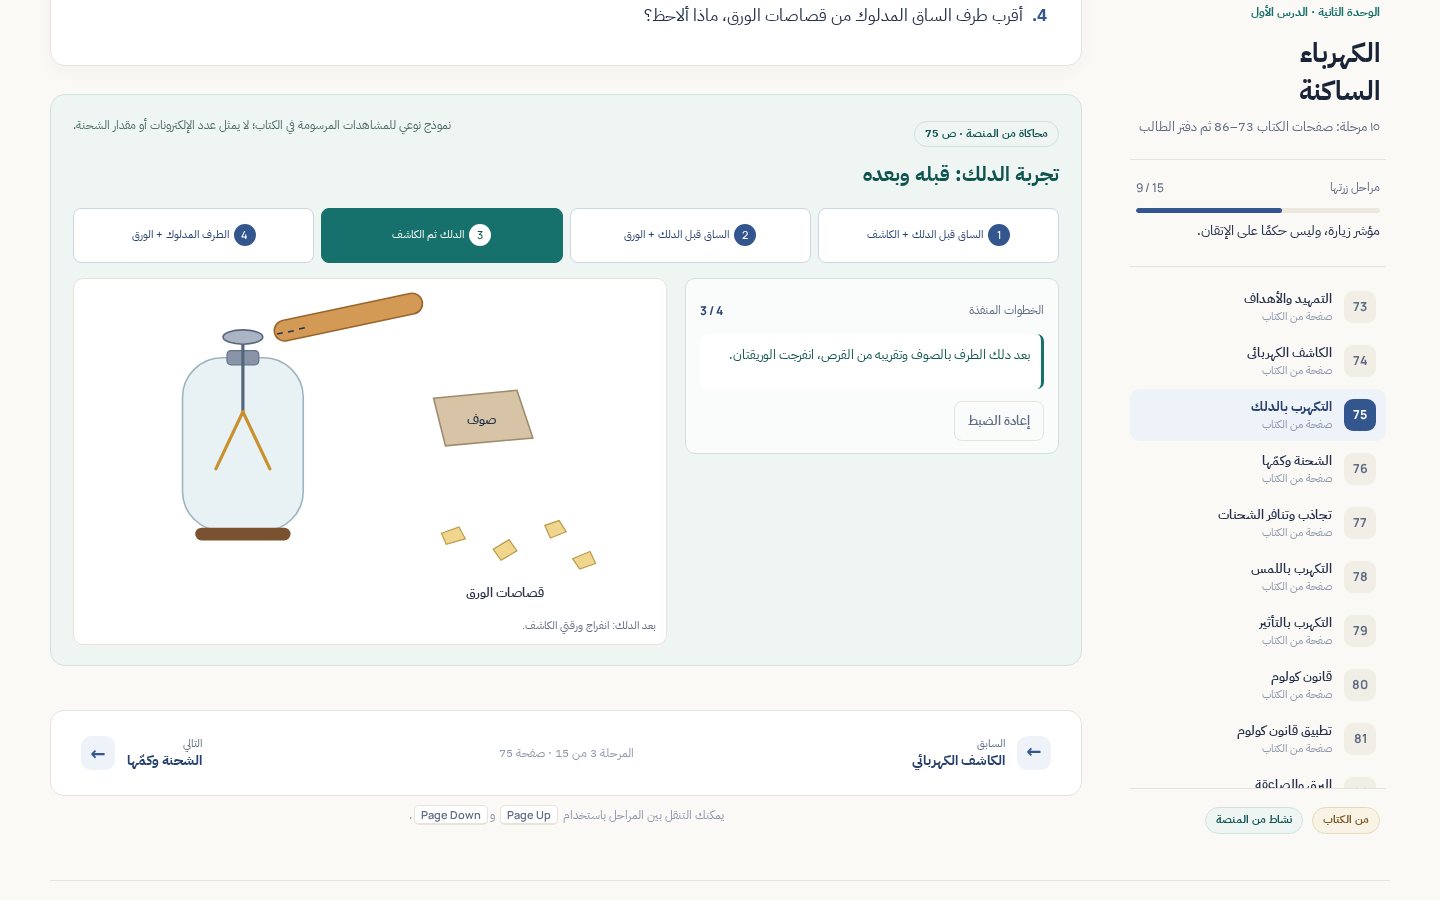 الوحدة الثانية · الدرس الأول
الكهرباء
الساكنة
١٥ مرحلة: صفحات الكتاب 73–86 ثم دفتر الطالب
مراحل زرتها
9 / 15
مؤشر زيارة، وليس حكمًا على الإتقان.
73
التمهيد والأهداف
صفحة من الكتاب
74
الكاشف الكهربائي
صفحة من الكتاب
75
التكهرب بالدلك
صفحة من الكتاب
76
الشحنة وكمّها
صفحة من الكتاب
77
تجاذب وتنافر الشحنات
صفحة من الكتاب
78
التكهرب باللمس
صفحة من الكتاب
79
التكهرب بالتأثير
صفحة من الكتاب
80
قانون كولوم
صفحة من الكتاب
81
تطبيق قانون كولوم
صفحة من الكتاب
البرق والصاعقة
من الكتاب
نشاط من المنصة
4. أقرب طرف الساق المدلوك من قصاصات الورق، ماذا ألاحظ؟
محاكاة من المنصة · ص 75
نموذج نوعي للمشاهدات المرسومة في الكتاب؛ لا يمثل عدد الإلكترونات أو مقدار الشحنة.
تجربة الدلك: قبله وبعده
1 الساق قبل الدلك + الكاشف
2 الساق قبل الدلك + الورق
3 الدلك ثم الكاشف
4 الطرف المدلوك + الورق
الخطوات المنفذة
3 / 4
بعد دلك الطرف بالصوف وتقريبه من القرص، انفرجت الوريقتان.
إعادة الضبط
صوف
قصاصات الورق
بعد الدلك: انفراج ورقتي الكاشف.
السابق
الكاشف الكهربائي
المرحلة 3 من 15 · صفحة 75
التالي
الشحنة وكمّها
يمكنك التنقل بين المراحل باستخدام Page Up و Page Down.